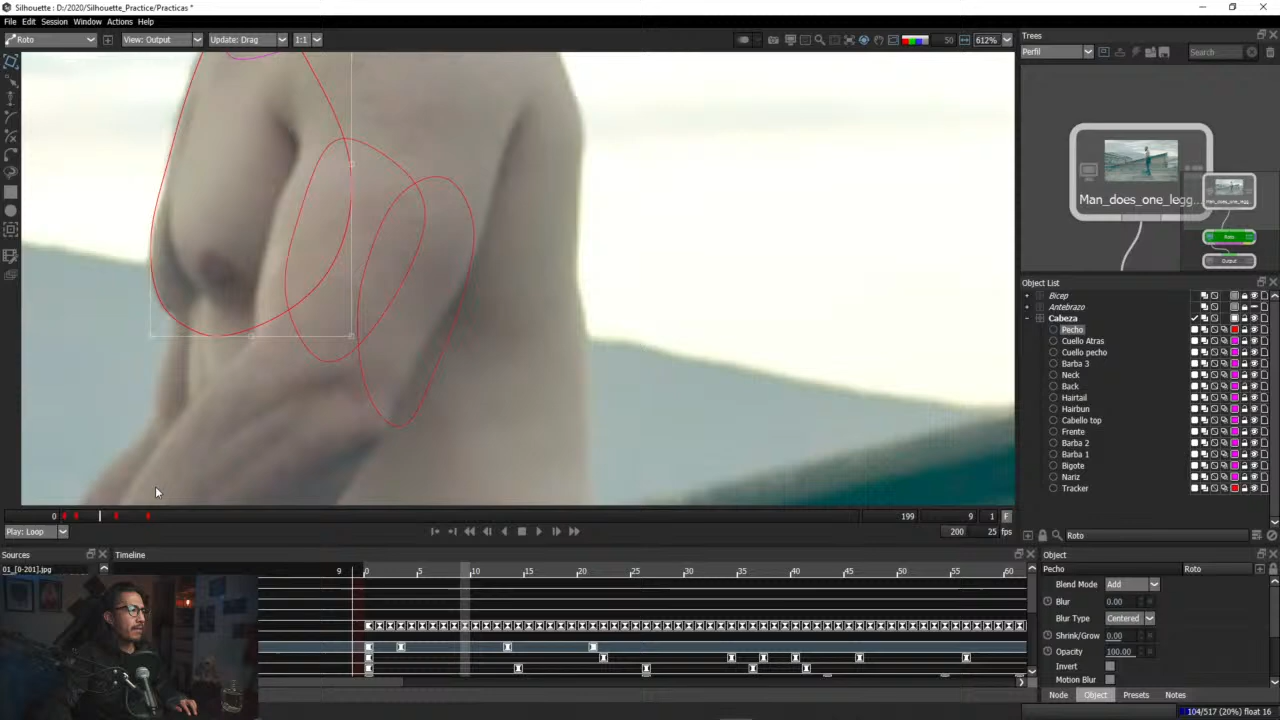 Silhouette : D:/2020/Silhouette_Practice/Practicas *
File Edit Session Window Actions Help
Roto View: Output Update: Drag 1:1 50 612%
Trees
Perfil Search
Man_does_one_legg...
Roto
Output
Object List
Bicep
Antebrazo
Cabeza
Pecho
Cuello Atras
Cuello pecho
Barba 3
Neck
Back
Hairtail
Hairbun
Cabello top
Frente
Barba 2
Barba 1
Bigote
Nariz
Tracker
Roto
0 199 9 1 F
Play: Loop 200 25 fps
Sources Timeline
01_[0-201].jpg
9 0 5 10 15 20 25 30 35 40 45 50 55 60
Object
Pecho Roto
Blend Mode Add
Blur 0.00
Blur Type Centered
Shrink/Grow 0.00
Opacity 100.00
Invert
Motion Blur
Node Object Presets Notes
104/517 (20%) float 16